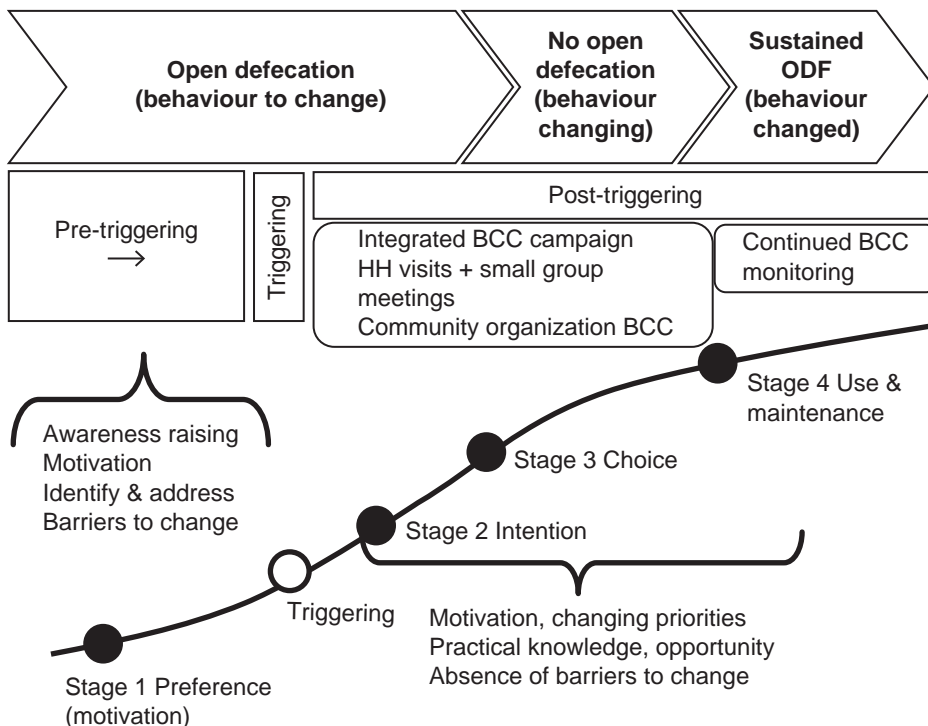 Open defecation
(behaviour to change)
No open
defecation
(behaviour
changing)
Sustained
ODF
(behaviour
changed)
Pre-triggering
→
Triggering
Post-triggering
Integrated BCC campaign
HH visits + small group
meetings
Community organization BCC
Continued BCC
monitoring
Awareness raising
Motivation
Identify & address
Barriers to change
Stage 4 Use &
maintenance
Stage 3 Choice
Stage 2 Intention
Triggering
Motivation, changing priorities
Practical knowledge, opportunity
Absence of barriers to change
Stage 1 Preference
(motivation)